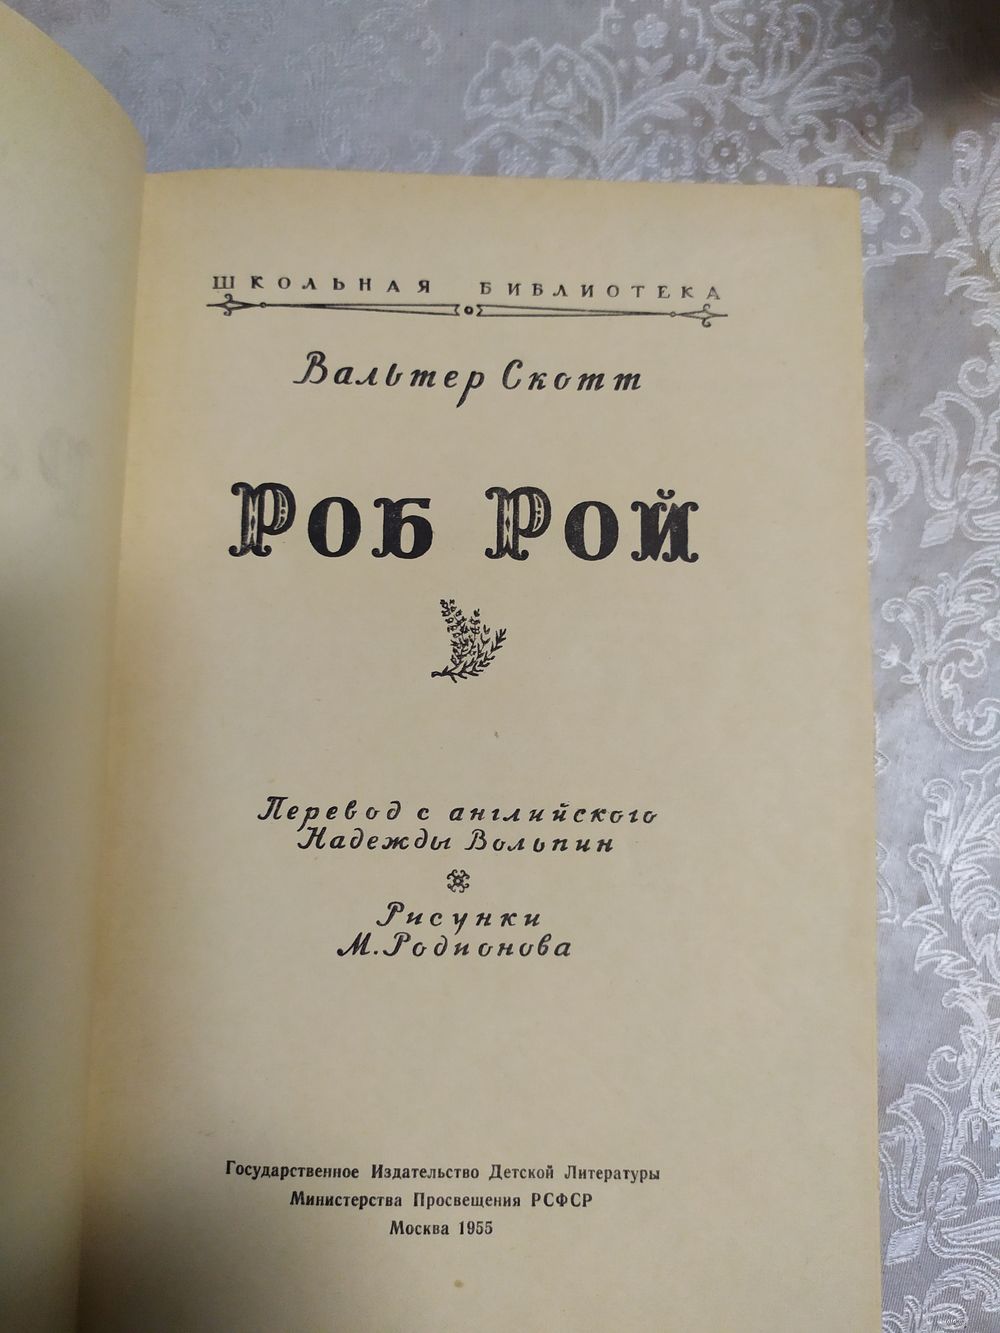 ШКОЛЬНАЯ БИБЛИОТЕКА
Вальтер Скотт
РОБ РОЙ
Перевод с английского
Надежды Вольпин
Рисунки
М. Родионова
Государственное Издательство Детской Литературы
Министерства Просвещения РСФСР
Москва 1955